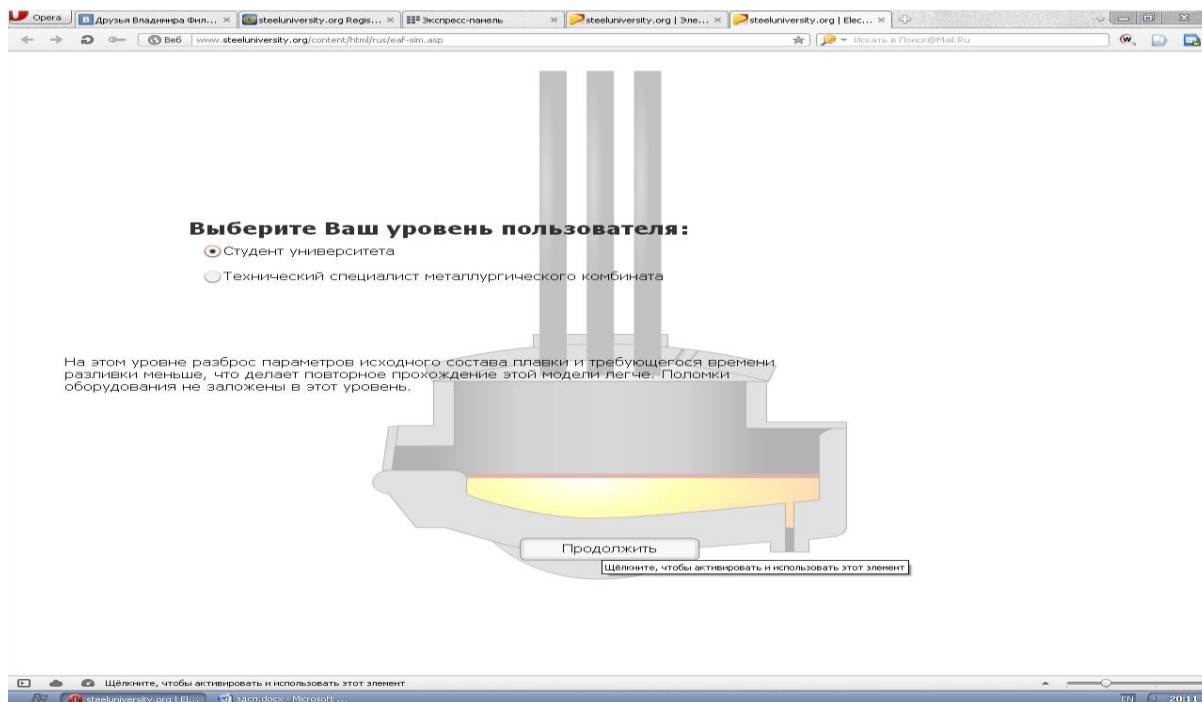 Opera
Друзья Владимира Фил...
steeluniversity.org Regis...
Экспресс-панель
steeluniversity.org | Эле...
steeluniversity.org | Elec...
Веб
www.steeluniversity.org/content/html/rus/eaf-sim.asp
Искать в Поиск@Mail.Ru
Выберите Ваш уровень пользователя:
Студент университета
Технический специалист металлургического комбината
На этом уровне разброс параметров исходного состава плавки и требующегося времени
разливки меньше, что делает повторное прохождение этой модели легче. Поломки
оборудования не заложены в этот уровень.
Продолжить
Щёлкните, чтобы активировать и использовать этот элемент
Щёлкните, чтобы активировать и использовать этот элемент
steeluniversity.org | El...
эдсп.docx - Microsoft ...
EN
20:11